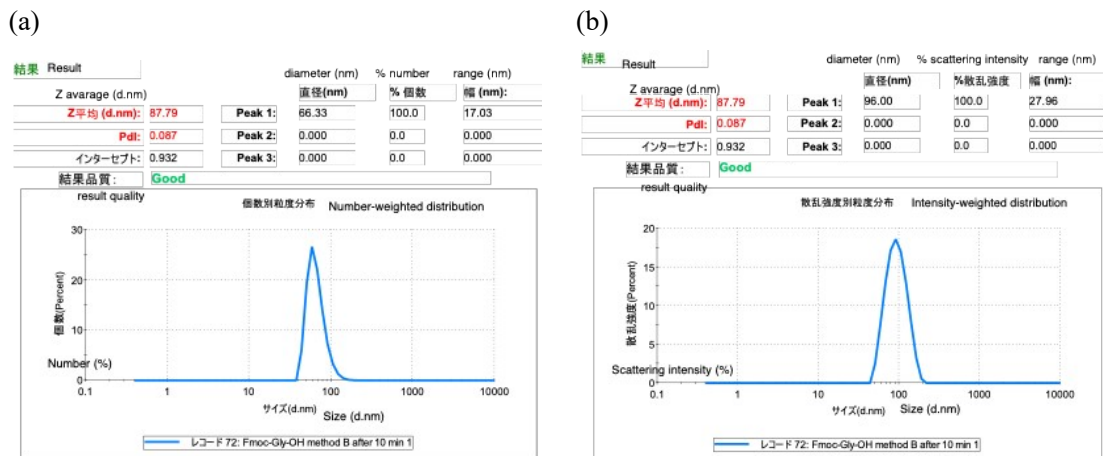 (a)
結果 Result
diameter (nm) % number range (nm)
直径(nm) % 個数 幅 (nm):
Z avarage (d.nm)
Z平均 (d.nm): 87.79 Peak 1: 66.33 100.0 17.03
PdI: 0.087 Peak 2: 0.000 0.0 0.000
インターセプト: 0.932 Peak 3: 0.000 0.0 0.000
結果品質: Good
result quality
個数別粒度分布 Number-weighted distribution
個数(Percent)
30
20
10
0
Number (%)
0.1 1 10 100 1000 10000
サイズ(d.nm) Size (d.nm)
レコード 72: Fmoc-Gly-OH method B after 10 min 1
(b)
結果 Result
diameter (nm) % scattering intensity range (nm)
直径(nm) %散乱強度 幅 (nm):
Z avarage (d.nm)
Z平均 (d.nm): 87.79 Peak 1: 96.00 100.0 27.96
PdI: 0.087 Peak 2: 0.000 0.0 0.000
インターセプト: 0.932 Peak 3: 0.000 0.0 0.000
結果品質: Good
result quality
散乱強度別粒度分布 Intensity-weighted distribution
散乱強度(Percent)
20
15
10
5
0
Scattering intensity (%)
0.1 1 10 100 1000 10000
サイズ(d.nm) Size (d.nm)
レコード 72: Fmoc-Gly-OH method B after 10 min 1